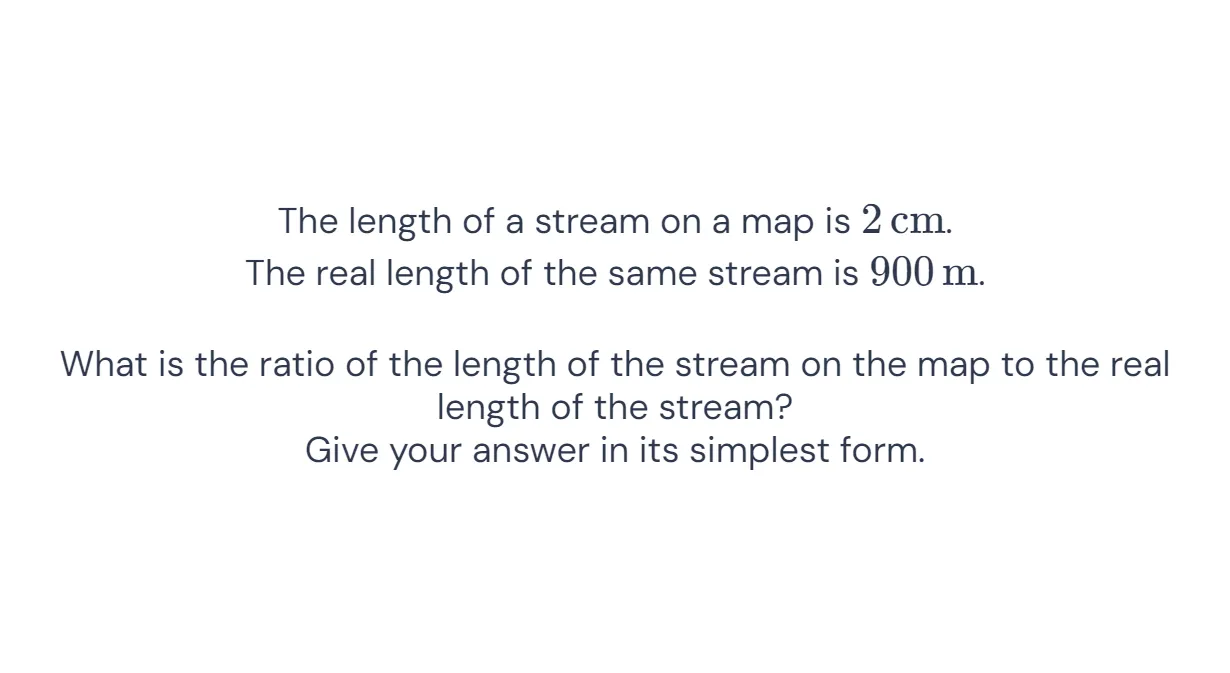 The length of a stream on a map is 2 cm.
The real length of the same stream is 900 m.
What is the ratio of the length of the stream on the map to the real
length of the stream?
Give your answer in its simplest form.